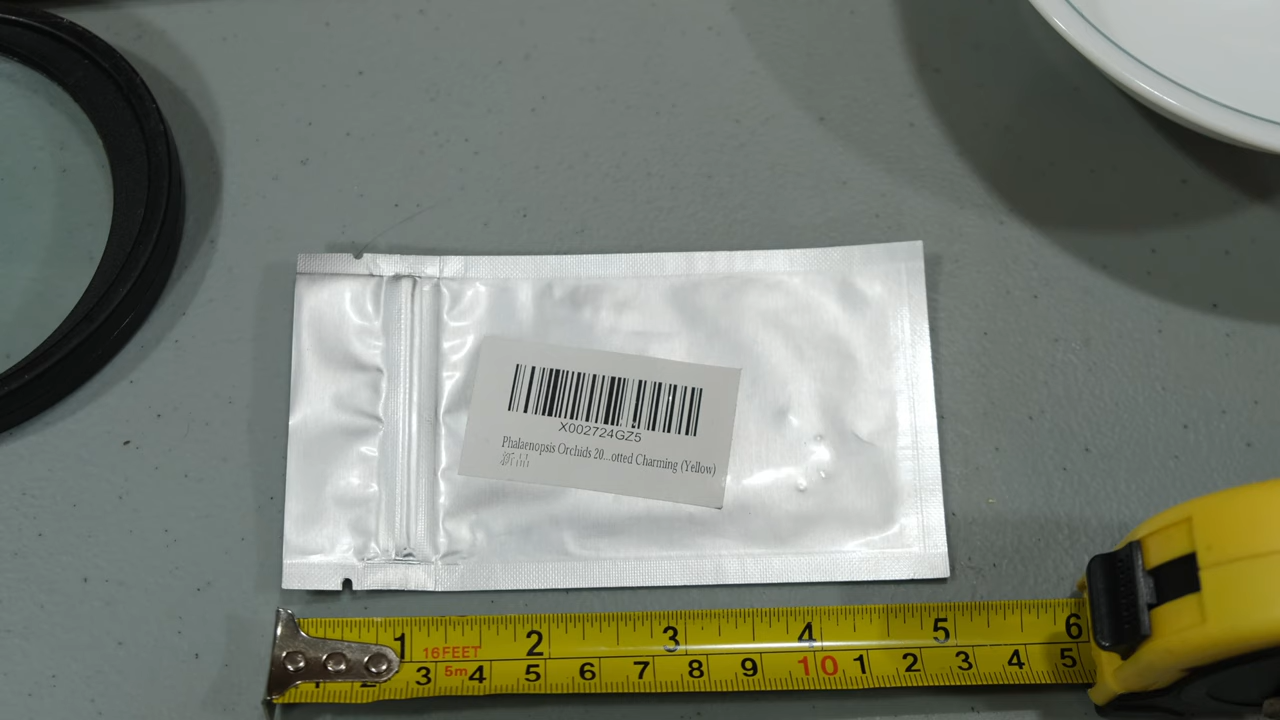 X002724GZ5
Phalaenopsis Orchids 20...otted Charming (Yellow)
新品
1 2 3 4 5 6
16FEET
3 5m 4 5 6 7 8 9 10 1 2 3 4 5